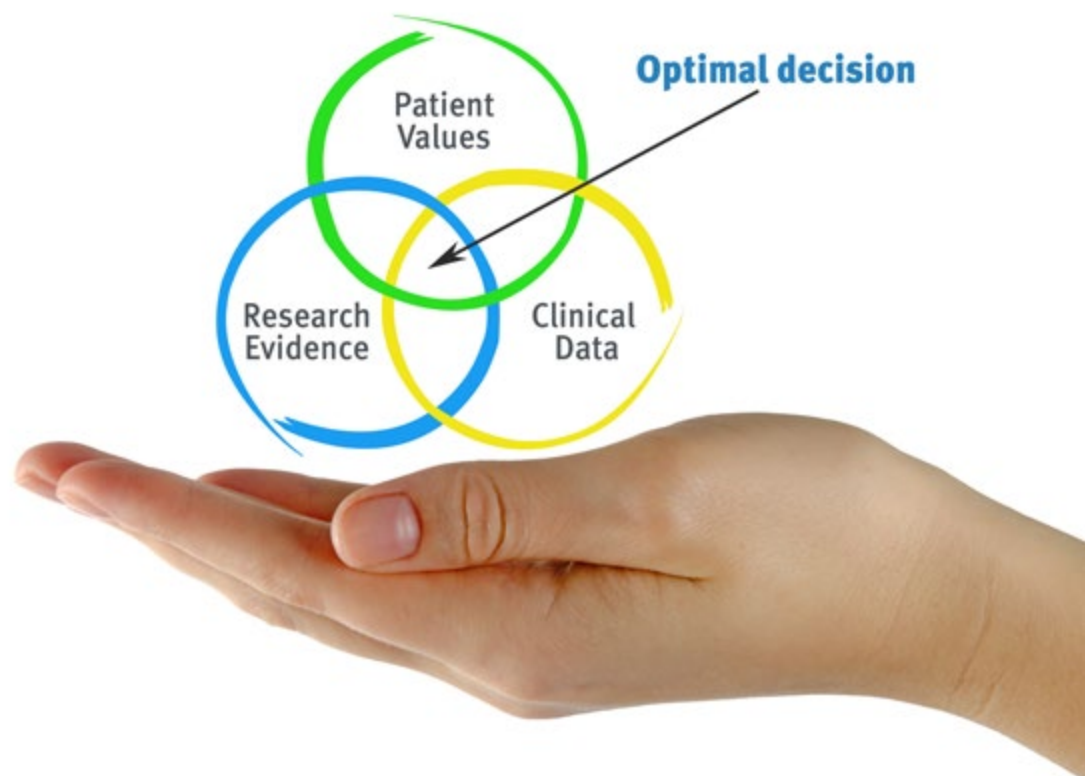 Optimal decision
Patient
Values
Research
Evidence
Clinical
Data